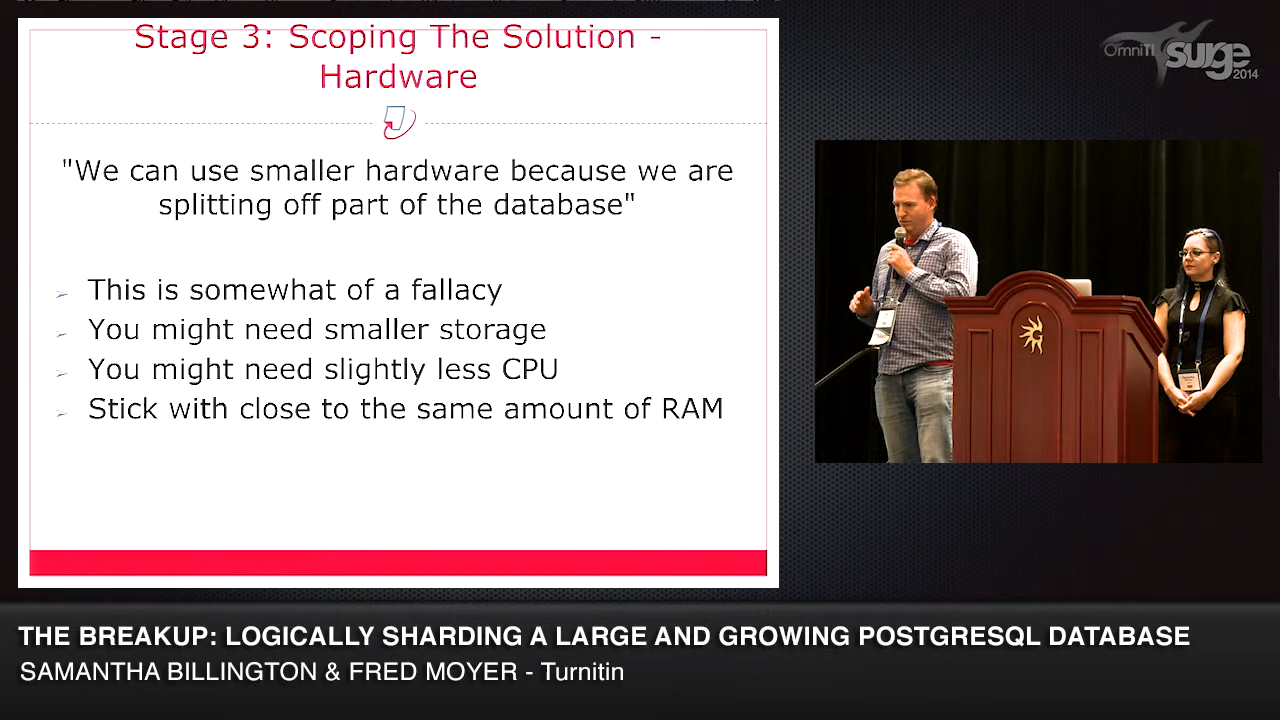 Stage 3: Scoping The Solution -
Hardware
"We can use smaller hardware because we are
splitting off part of the database"
This is somewhat of a fallacy
You might need smaller storage
You might need slightly less CPU
Stick with close to the same amount of RAM
OmniTI surge
2014
THE BREAKUP: LOGICALLY SHARDING A LARGE AND GROWING POSTGRESQL DATABASE
SAMANTHA BILLINGTON & FRED MOYER - Turnitin